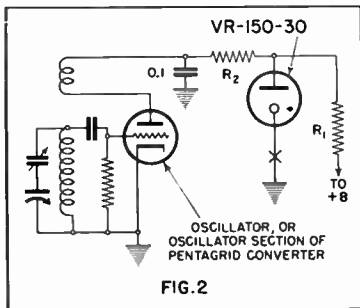 VR-150-30
0.1
R2
R1
TO
+B
OSCILLATOR, OR
OSCILLATOR SECTION OF
PENTAGRID CONVERTER
FIG.2